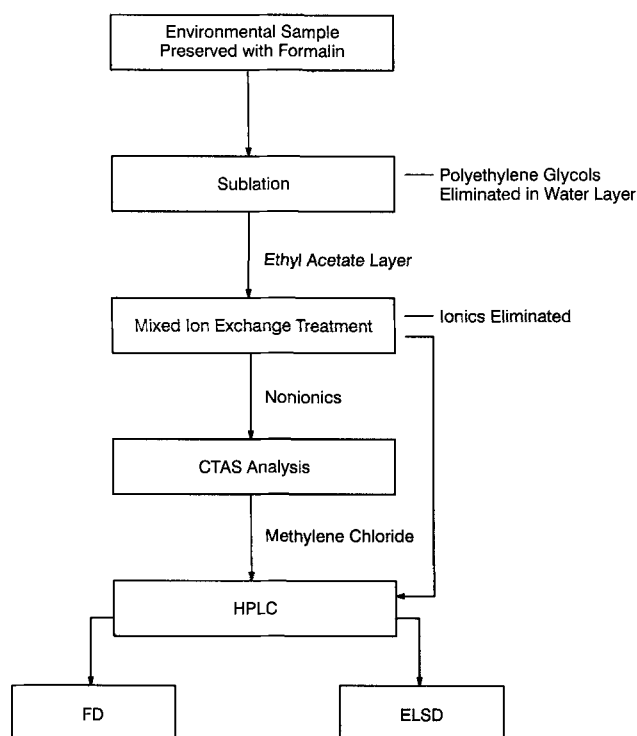 Environmental Sample
Preserved with Formalin
Sublation
Polyethylene Glycols
Eliminated in Water Layer
Ethyl Acetate Layer
Mixed Ion Exchange Treatment
Ionics Eliminated
Nonionics
CTAS Analysis
Methylene Chloride
HPLC
FD
ELSD